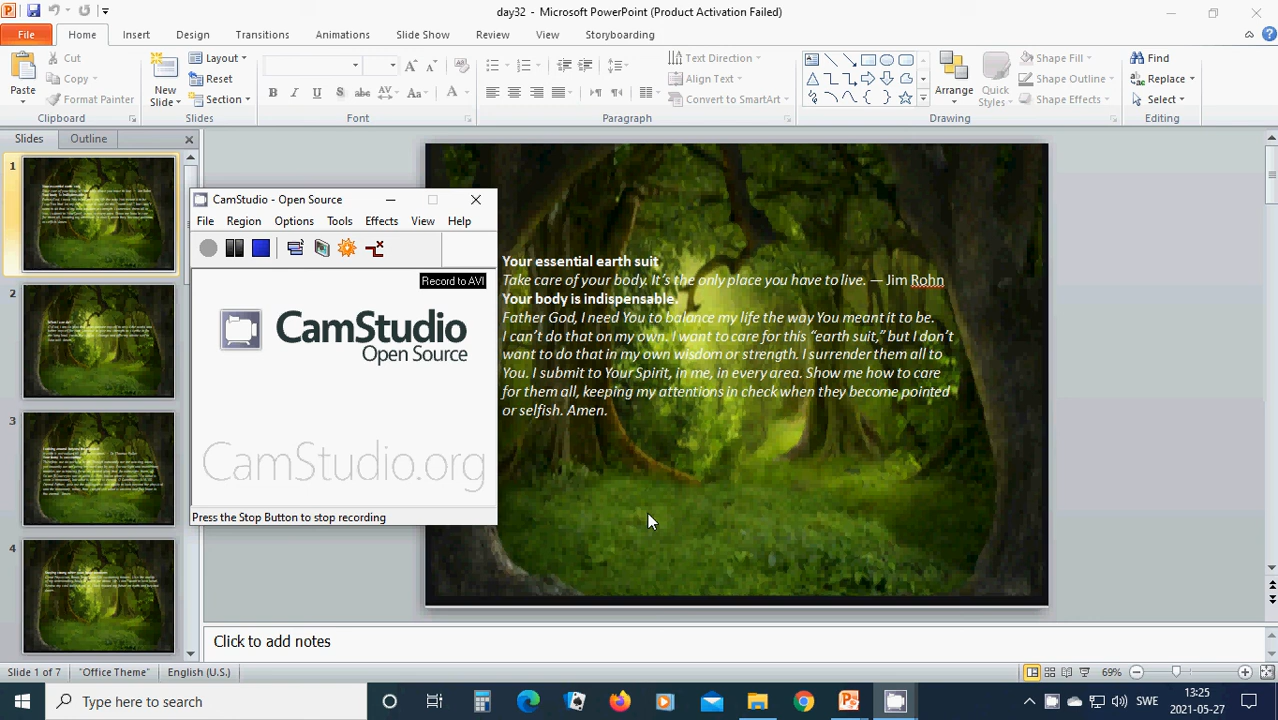 day32 - Microsoft PowerPoint (Product Activation Failed)
File Home Insert Design Transitions Animations Slide Show Review View Storyboarding
Paste
Cut
Copy
Format Painter
Clipboard
New
Slide
Layout
Reset
Section
Slides
B I U S abc AV Aa A
Font
Text Direction
Align Text
Convert to SmartArt
Paragraph
Arrange
Quick
Styles
Shape Fill
Shape Outline
Shape Effects
Drawing
Find
Replace
Select
Editing
Slides Outline
1
2
3
4
CamStudio - Open Source
File Region Options Tools Effects View Help
Record to AVI
CamStudio
Open Source
CamStudio.org
Press the Stop Button to stop recording
Your essential earth suit
Take care of your body. It's the only place you have to live. — Jim Rohn
Your body is indispensable.
Father God, I need You to balance my life the way You meant it to be.
I can't do that on my own. I want to care for this “earth suit,” but I don't
want to do that in my own wisdom or strength. I surrender them all to
You. I submit to Your Spirit, in me, in every area. Show me how to care
for them all, keeping my attentions in check when they become pointed
or selfish. Amen.
Click to add notes
Slide 1 of 7 "Office Theme" English (U.S.) 69%
Type here to search
SWE
13:25
2021-05-27